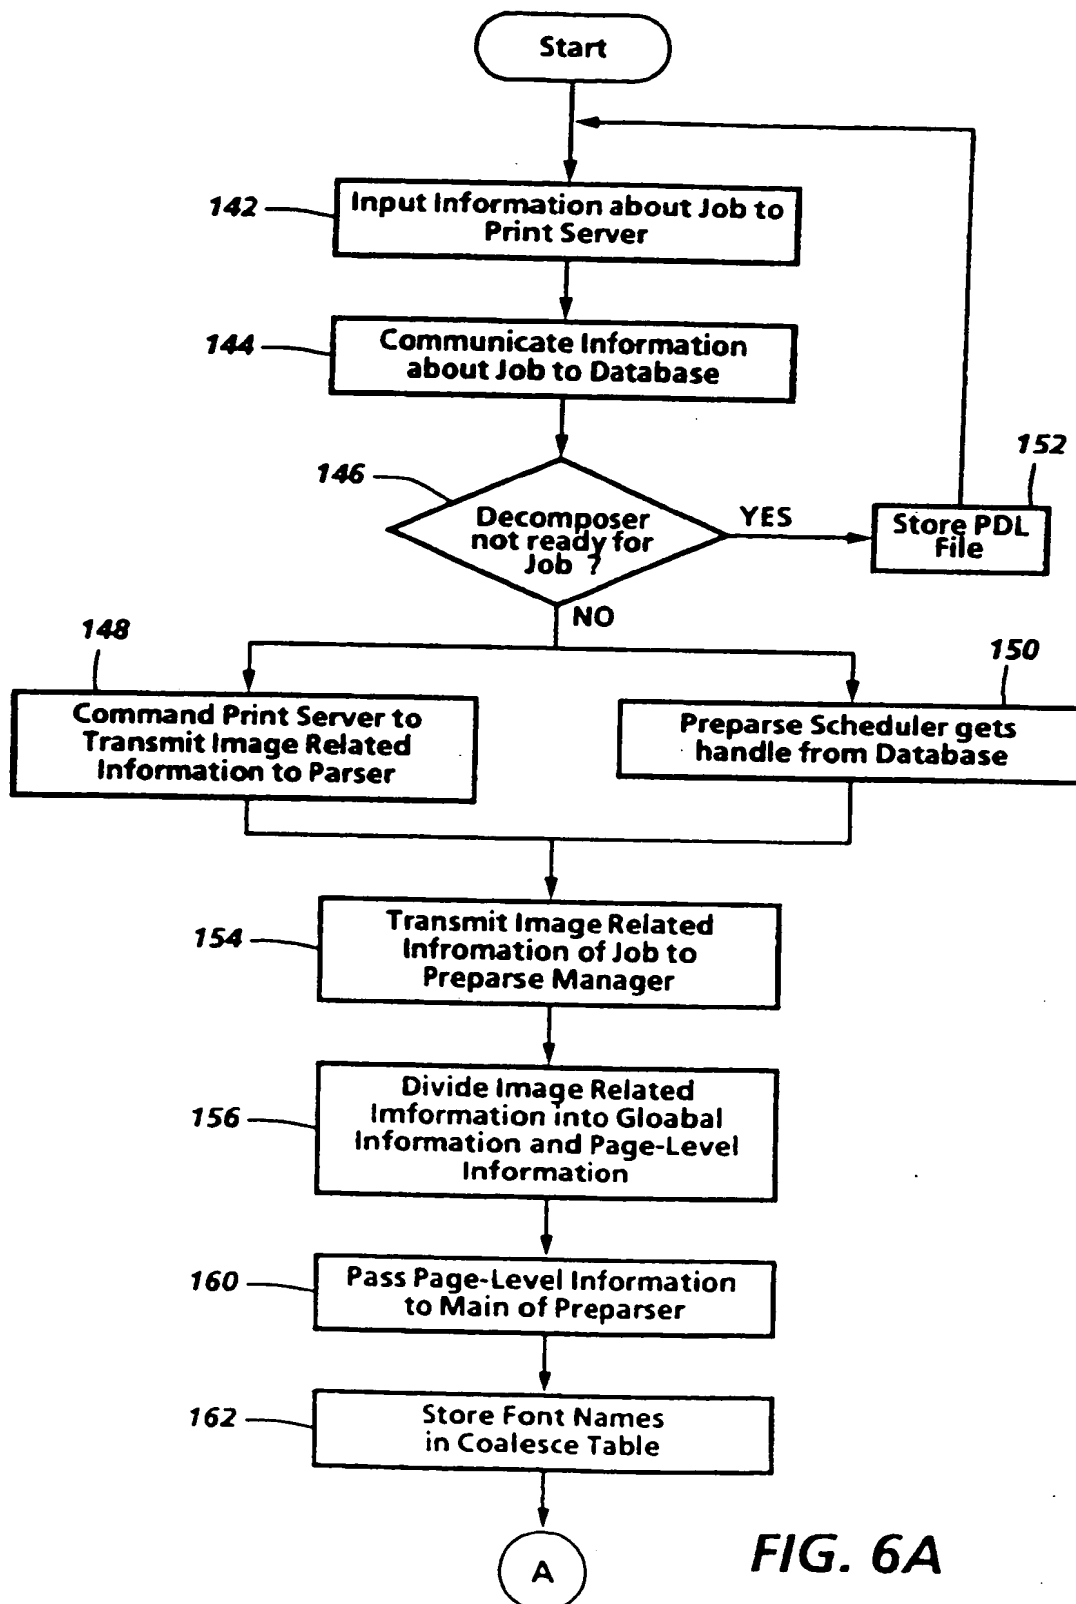 Start
142
Input Information about Job to
Print Server
144
Communicate Information
about Job to Database
146
Decomposer
not ready for
Job ?
YES
152
Store PDL
File
NO
148
Command Print Server to
Transmit Image Related
Information to Parser
150
Preparse Scheduler gets
handle from Database
154
Transmit Image Related
Infromation of Job to
Preparse Manager
156
Divide Image Related
Imformation into Gloabal
Information and Page-Level
Information
160
Pass Page-Level Information
to Main of Preparser
162
Store Font Names
in Coalesce Table
A
FIG. 6A